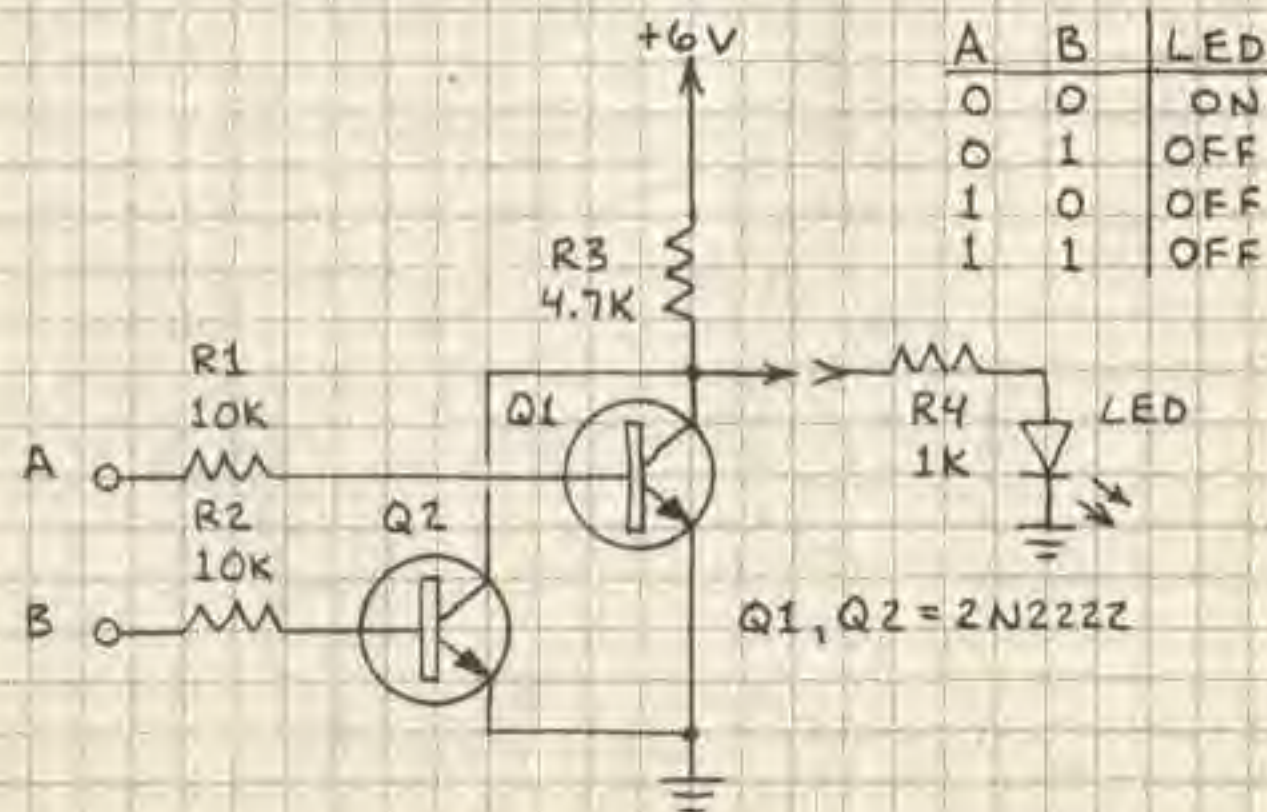 +6V
A B LED
0 0 ON
0 1 OFF
1 0 OFF
1 1 OFF
R3
4.7K
R1
10K
Q1
R4
1K
LED
A
R2
10K
Q2
B
Q1, Q2 = 2N2222